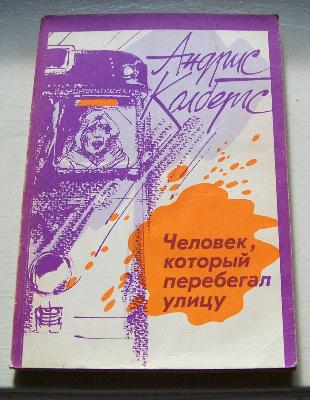 Андрис
Колбергс
Человек,
который
перебегал
улицу